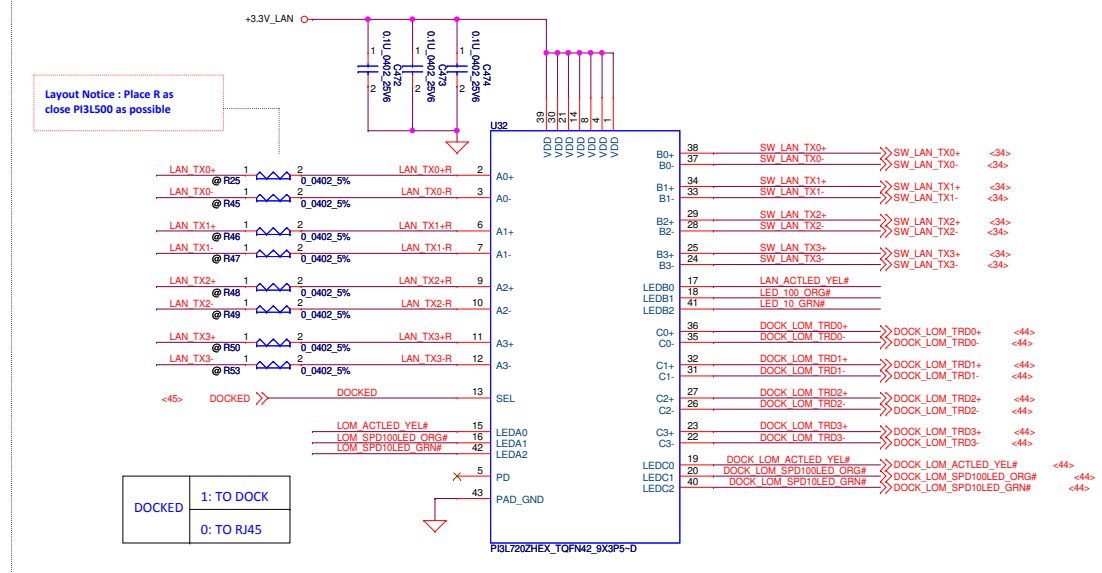 +3.3V_LAN
0.1U_0402_25V6
C472
1
2
0.1U_0402_25V6
C473
1
2
0.1U_0402_25V6
C474
1
2
Layout Notice : Place R as
close PI3L500 as possible
U32
39 30 21 14 8 4 1
VDD VDD VDD VDD VDD VDD VDD
LAN_TX0+ 1 2 LAN_TX0+R 2 A0+
@ R25 0_0402_5%
LAN_TX0- 1 2 LAN_TX0-R 3 A0-
@ R45 0_0402_5%
LAN_TX1+ 1 2 LAN_TX1+R 6 A1+
@ R46 0_0402_5%
LAN_TX1- 1 2 LAN_TX1-R 7 A1-
@ R47 0_0402_5%
LAN_TX2+ 1 2 LAN_TX2+R 9 A2+
@ R48 0_0402_5%
LAN_TX2- 1 2 LAN_TX2-R 10 A2-
@ R49 0_0402_5%
LAN_TX3+ 1 2 LAN_TX3+R 11 A3+
@ R50 0_0402_5%
LAN_TX3- 1 2 LAN_TX3-R 12 A3-
@ R53 0_0402_5%
<45> DOCKED DOCKED 13 SEL
LOM_ACTLED_YEL# 15 LEDA0
LOM_SPD100LED_ORG# 16 LEDA1
LOM_SPD10LED_GRN# 42 LEDA2
5 PD
43 PAD_GND
B0+ 38 SW_LAN_TX0+ SW_LAN_TX0+ <34>
B0- 37 SW_LAN_TX0- SW_LAN_TX0- <34>
B1+ 34 SW_LAN_TX1+ SW_LAN_TX1+ <34>
B1- 33 SW_LAN_TX1- SW_LAN_TX1- <34>
B2+ 29 SW_LAN_TX2+ SW_LAN_TX2+ <34>
B2- 28 SW_LAN_TX2- SW_LAN_TX2- <34>
B3+ 25 SW_LAN_TX3+ SW_LAN_TX3+ <34>
B3- 24 SW_LAN_TX3- SW_LAN_TX3- <34>
LEDB0 17 LAN_ACTLED_YEL#
LEDB1 18 LED_100_ORG#
LEDB2 41 LED_10_GRN#
C0+ 36 DOCK_LOM_TRD0+ DOCK_LOM_TRD0+ <44>
C0- 35 DOCK_LOM_TRD0- DOCK_LOM_TRD0- <44>
C1+ 32 DOCK_LOM_TRD1+ DOCK_LOM_TRD1+ <44>
C1- 31 DOCK_LOM_TRD1- DOCK_LOM_TRD1- <44>
C2+ 27 DOCK_LOM_TRD2+ DOCK_LOM_TRD2+ <44>
C2- 26 DOCK_LOM_TRD2- DOCK_LOM_TRD2- <44>
C3+ 23 DOCK_LOM_TRD3+ DOCK_LOM_TRD3+ <44>
C3- 22 DOCK_LOM_TRD3- DOCK_LOM_TRD3- <44>
LEDC0 19 DOCK_LOM_ACTLED_YEL# DOCK_LOM_ACTLED_YEL# <44>
LEDC1 20 DOCK_LOM_SPD100LED_ORG# DOCK_LOM_SPD100LED_ORG# <44>
LEDC2 40 DOCK_LOM_SPD10LED_GRN# DOCK_LOM_SPD10LED_GRN# <44>
PI3L720ZHEX_TQFN42_9X3P5~D
DOCKED
1: TO DOCK
0: TO RJ45